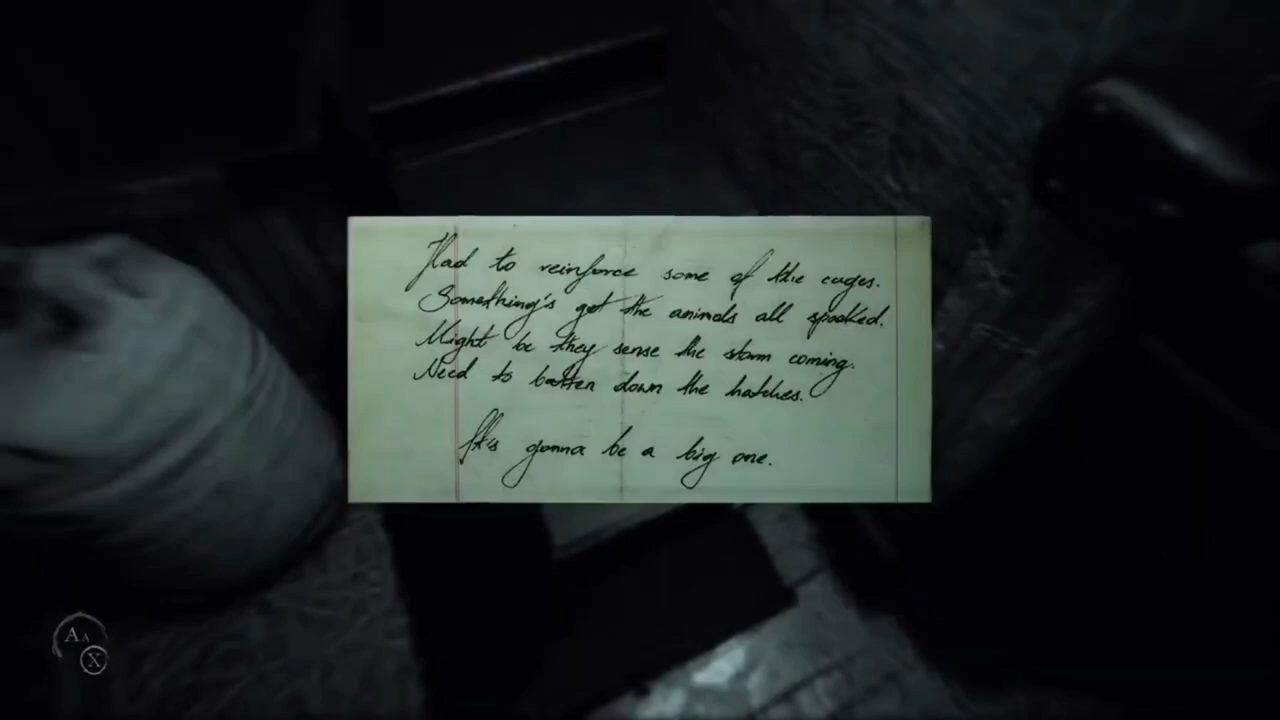 Had to reinforce some of the cages.
Something's got the animals all spooked.
Might be they sense the storm coming.
Need to batten down the hatches.
It's gonna be a big one.
A A
X